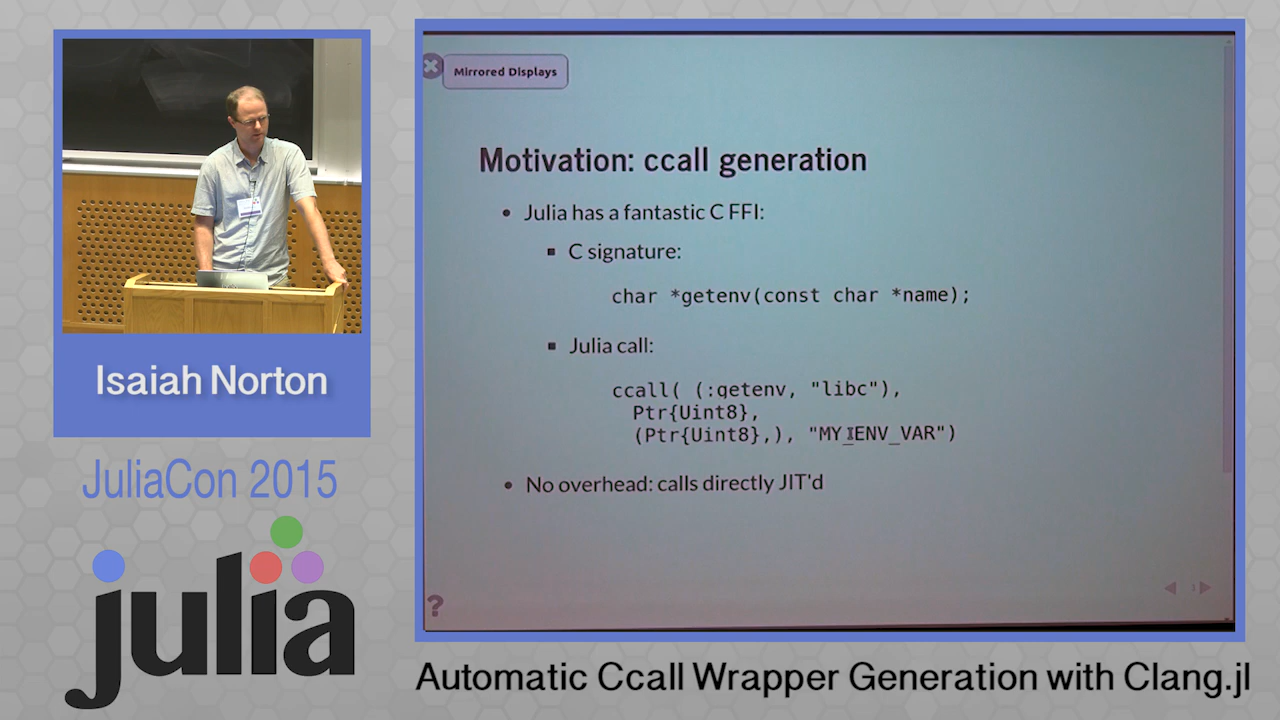 Isaiah Norton
JuliaCon 2015
julia
Mirrored Displays
Motivation: ccall generation
• Julia has a fantastic C FFI:
▪ C signature:
char *getenv(const char *name);
▪ Julia call:
ccall( (:getenv, "libc"),
Ptr{Uint8},
(Ptr{Uint8},), "MY_ENV_VAR")
• No overhead: calls directly JIT'd
?
Automatic Ccall Wrapper Generation with Clang.jl